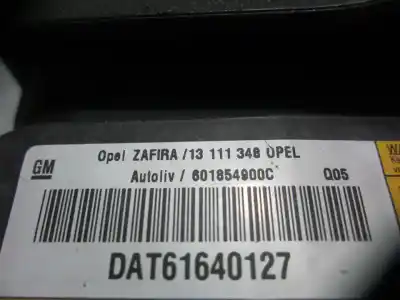 Opel ZAFIRA /13 111 348 OPEL
GM
Autoliv / 601854900C Q05
DAT61640127